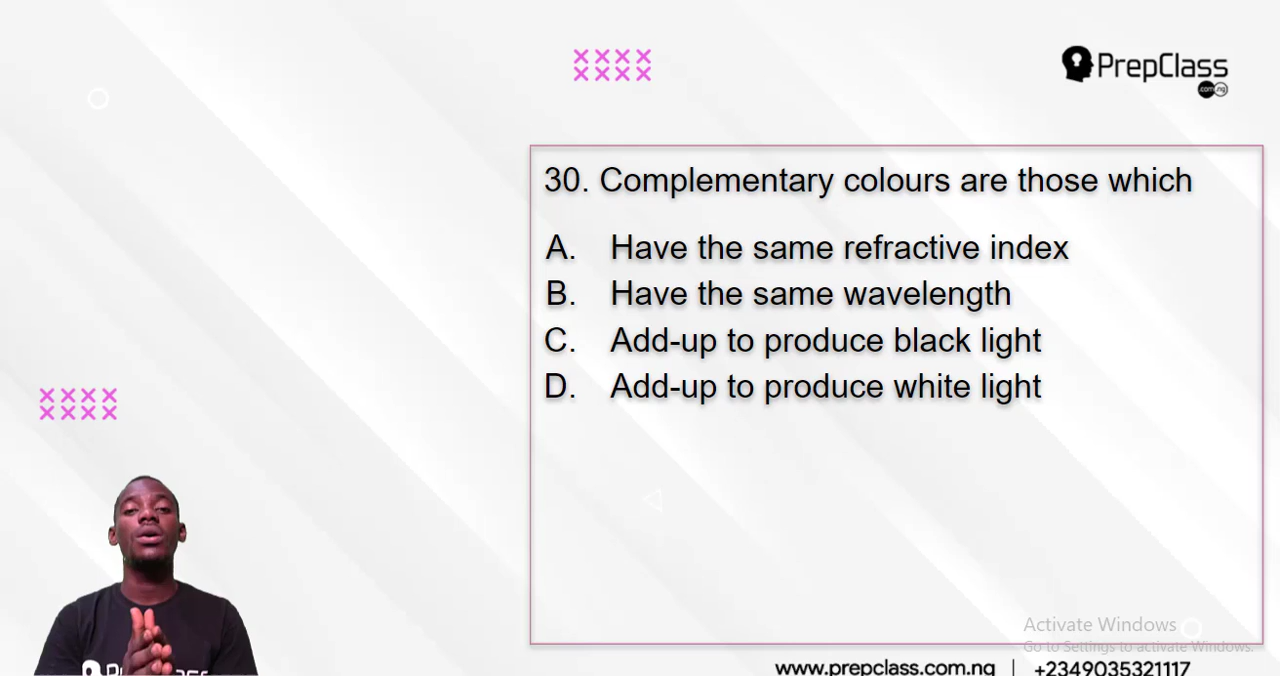 PrepClass
.com.ng
30. Complementary colours are those which
A. Have the same refractive index
B. Have the same wavelength
C. Add-up to produce black light
D. Add-up to produce white light
Activate Windows
Go to Settings to activate Windows.
www.prepclass.com.ng | +2349035321117